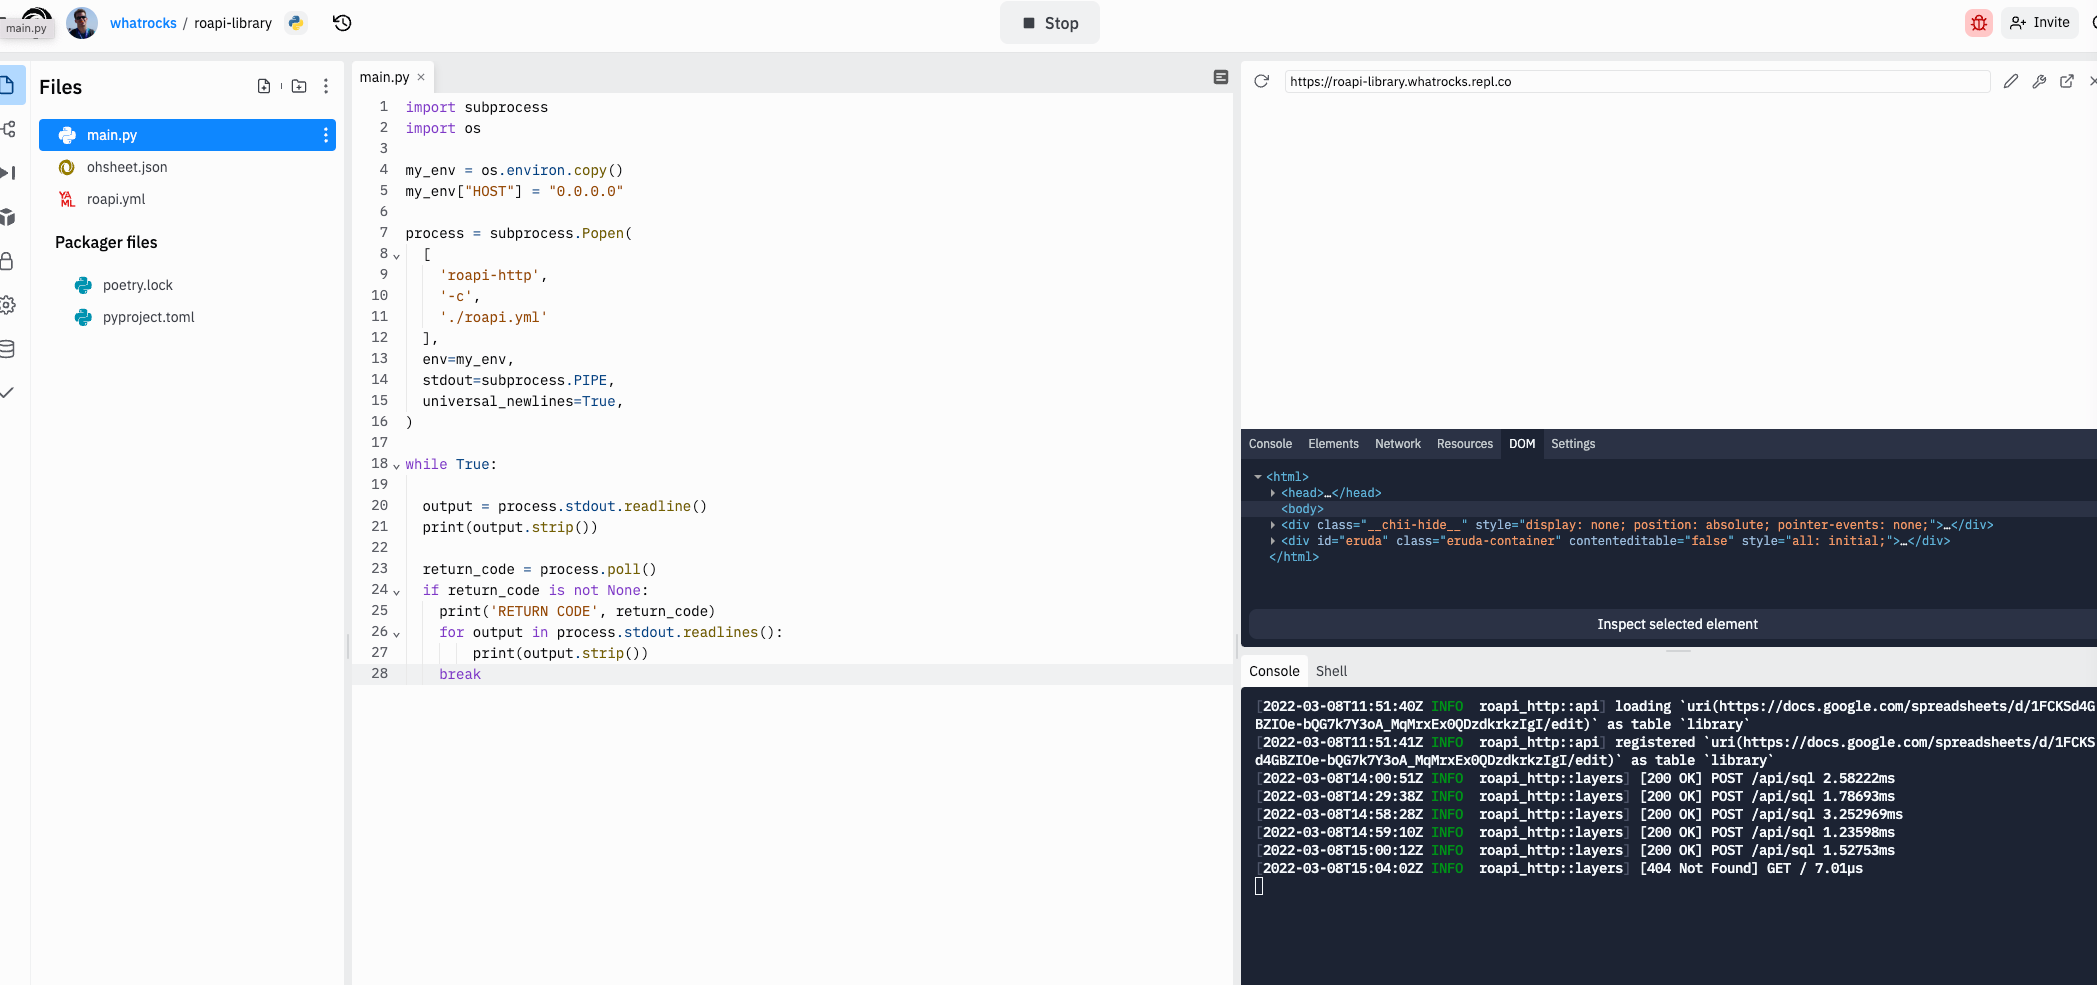 main.py
whatrocks / roapi-library
Stop
Invite
Files
main.py
ohsheet.json
roapi.yml
Packager files
poetry.lock
pyproject.toml
main.py ×
1 import subprocess
2 import os
3
4 my_env = os.environ.copy()
5 my_env["HOST"] = "0.0.0.0"
6
7 process = subprocess.Popen(
8 [
9 'roapi-http',
10 '-c',
11 './roapi.yml'
12 ],
13 env=my_env,
14 stdout=subprocess.PIPE,
15 universal_newlines=True,
16 )
17
18 while True:
19
20 output = process.stdout.readline()
21 print(output.strip())
22
23 return_code = process.poll()
24 if return_code is not None:
25 print('RETURN CODE', return_code)
26 for output in process.stdout.readlines():
27 print(output.strip())
28 break
https://roapi-library.whatrocks.repl.co
Console Elements Network Resources DOM Settings
<html>
<head>…</head>
<body>
<div class="__chii-hide__" style="display: none; position: absolute; pointer-events: none;">…</div>
<div id="eruda" class="eruda-container" contenteditable="false" style="all: initial;">…</div>
</html>
Inspect selected element
Console Shell
[2022-03-08T11:51:40Z INFO roapi_http::api] loading `uri(https://docs.google.com/spreadsheets/d/1FCKSd4G
BZIOe-bQG7k7Y3oA_MqMrxEx0QDzdkrkzIgI/edit)` as table `library`
[2022-03-08T11:51:41Z INFO roapi_http::api] registered `uri(https://docs.google.com/spreadsheets/d/1FCKS
d4GBZIOe-bQG7k7Y3oA_MqMrxEx0QDzdkrkzIgI/edit)` as table `library`
[2022-03-08T14:00:51Z INFO roapi_http::layers] [200 OK] POST /api/sql 2.58222ms
[2022-03-08T14:29:38Z INFO roapi_http::layers] [200 OK] POST /api/sql 1.78693ms
[2022-03-08T14:58:28Z INFO roapi_http::layers] [200 OK] POST /api/sql 3.252969ms
[2022-03-08T14:59:10Z INFO roapi_http::layers] [200 OK] POST /api/sql 1.23598ms
[2022-03-08T15:00:12Z INFO roapi_http::layers] [200 OK] POST /api/sql 1.52753ms
[2022-03-08T15:04:02Z INFO roapi_http::layers] [404 Not Found] GET / 7.01µs